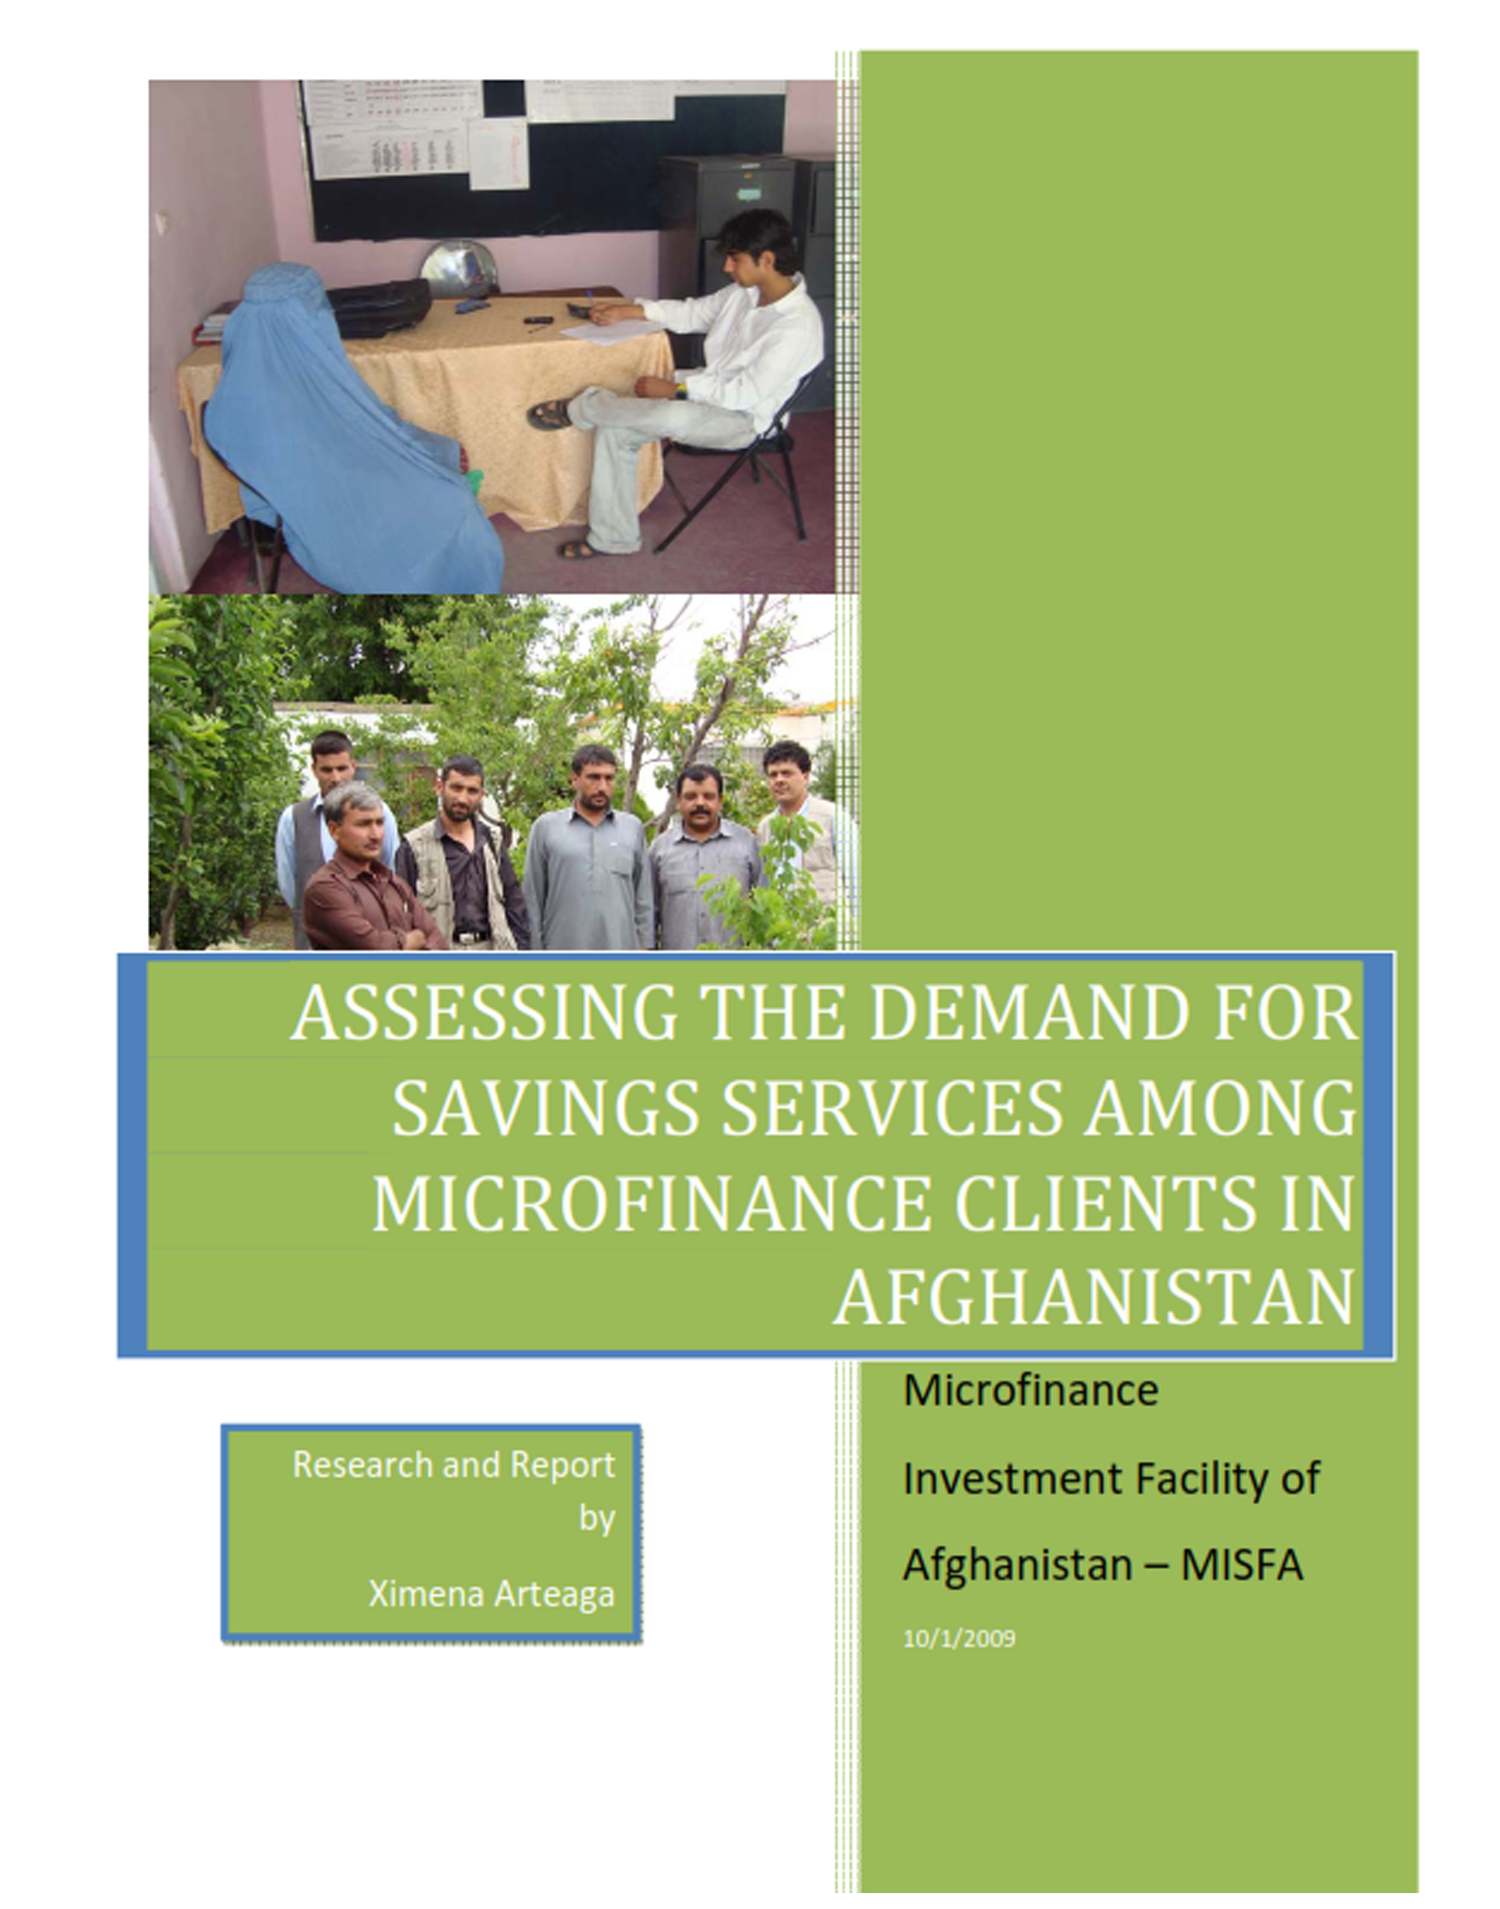 ASSESSING THE DEMAND FOR
SAVINGS SERVICES AMONG
MICROFINANCE CLIENTS IN
AFGHANISTAN
Research and Report
by
Ximena Arteaga
Microfinance
Investment Facility of
Afghanistan – MISFA
10/1/2009